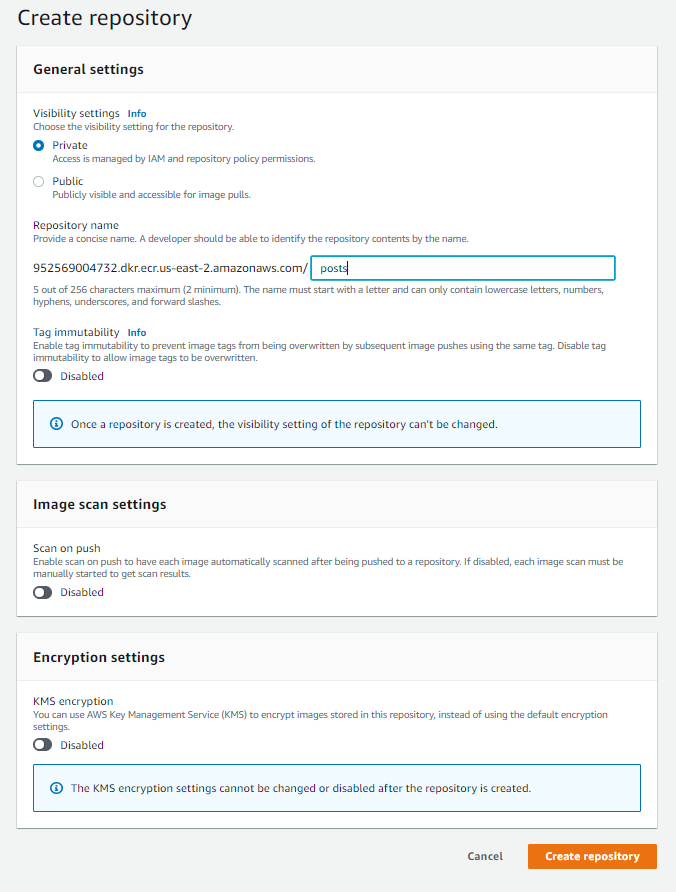 Create repository
General settings
Visibility settings Info
Choose the visibility setting for the repository.
Private
Access is managed by IAM and repository policy permissions.
Public
Publicly visible and accessible for image pulls.
Repository name
Provide a concise name. A developer should be able to identify the repository contents by the name.
952569004732.dkr.ecr.us-east-2.amazonaws.com/ posts
5 out of 256 characters maximum (2 minimum). The name must start with a letter and can only contain lowercase letters, numbers,
hyphens, underscores, and forward slashes.
Tag immutability Info
Enable tag immutability to prevent image tags from being overwritten by subsequent image pushes using the same tag. Disable tag
immutability to allow image tags to be overwritten.
Disabled
Once a repository is created, the visibility setting of the repository can't be changed.
Image scan settings
Scan on push
Enable scan on push to have each image automatically scanned after being pushed to a repository. If disabled, each image scan must be
manually started to get scan results.
Disabled
Encryption settings
KMS encryption
You can use AWS Key Management Service (KMS) to encrypt images stored in this repository, instead of using the default encryption
settings.
Disabled
The KMS encryption settings cannot be changed or disabled after the repository is created.
Cancel Create repository